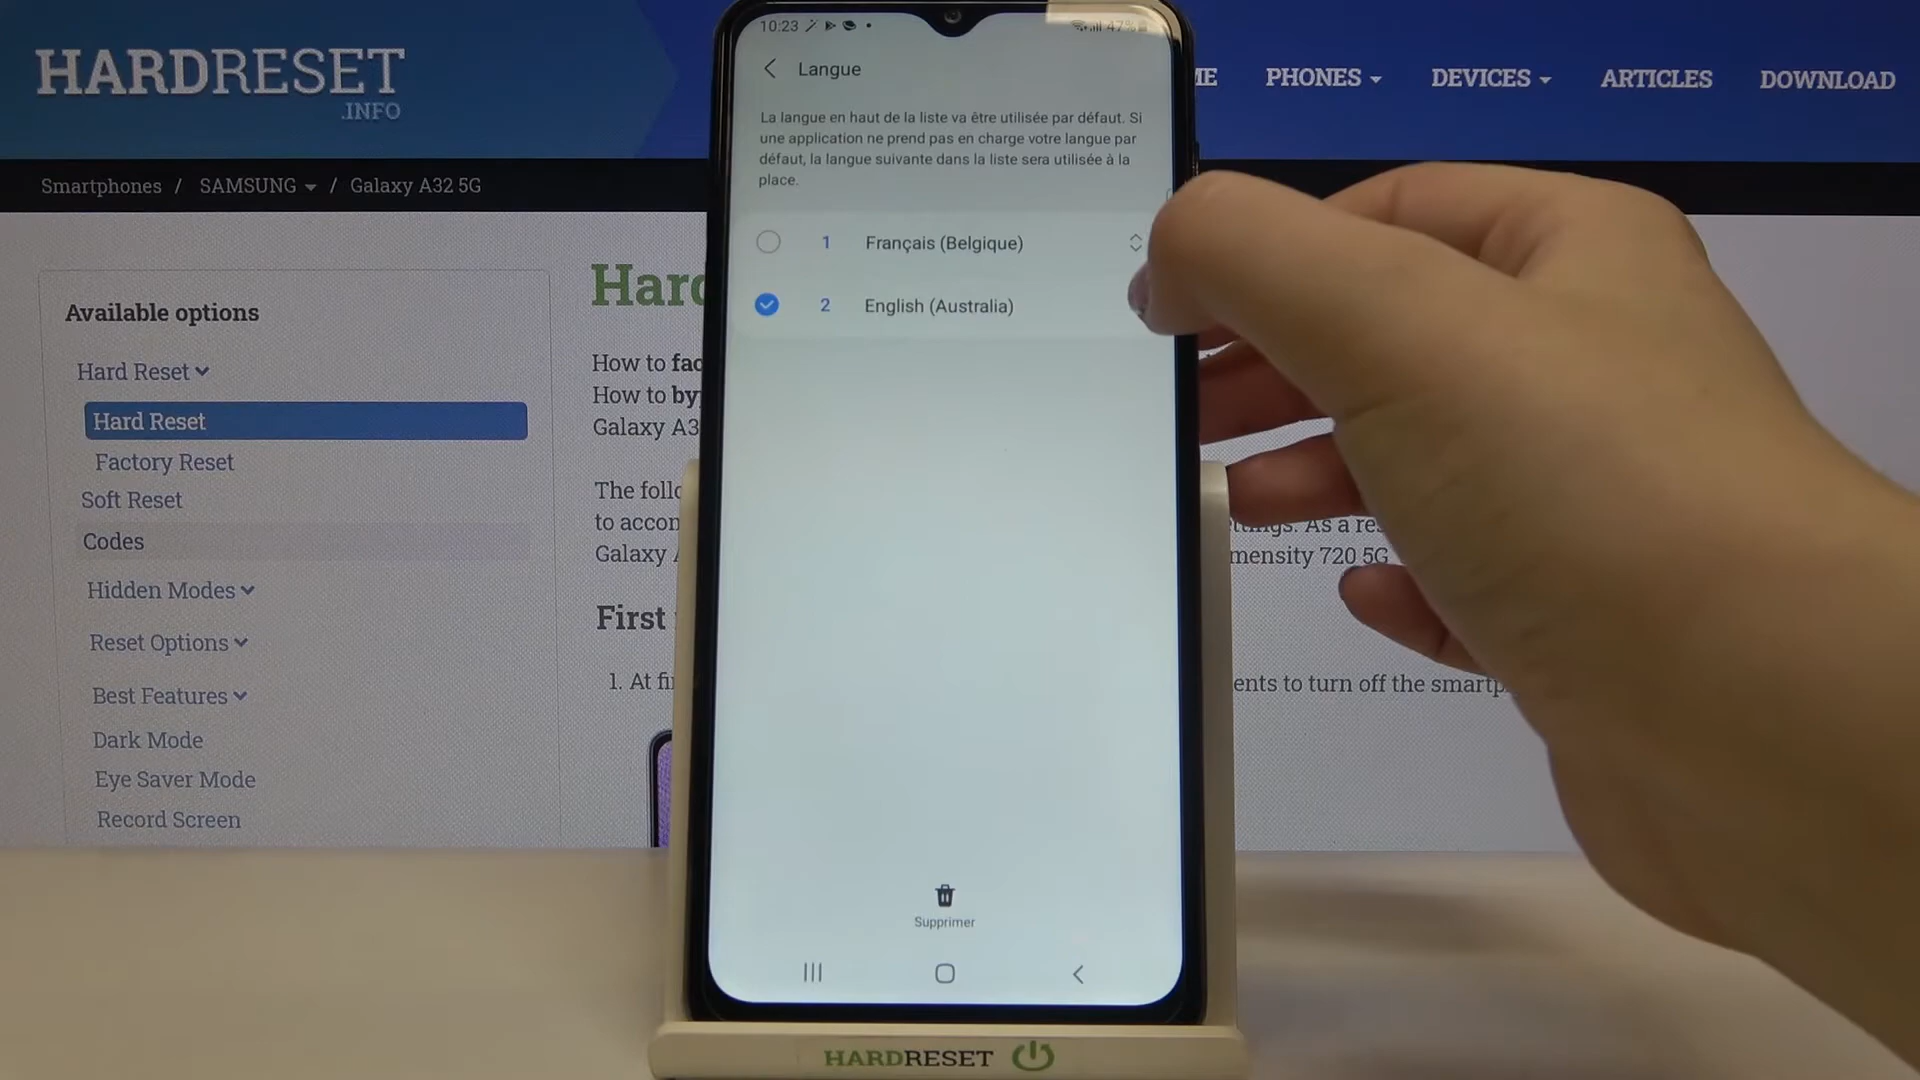 HARDRESET
.INFO
PHONES
DEVICES
ARTICLES
DOWNLOAD
Smartphones / SAMSUNG / Galaxy A32 5G
Available options
Hard Reset
Hard Reset
Factory Reset
Soft Reset
Codes
Hidden Modes
Reset Options
Best Features
Dark Mode
Eye Saver Mode
Record Screen
How to
How to
Galaxy
The
to
Galaxy
As a
720 5G
First
1. At
to turn off the
10:23
47%
Langue
La langue en haut de la liste va être utilisée par défaut. Si
une application ne prend pas en charge votre langue par
défaut, la langue suivante dans la liste sera utilisée à la
place.
1 Français (Belgique)
2 English (Australia)
Supprimer
HARDRESET